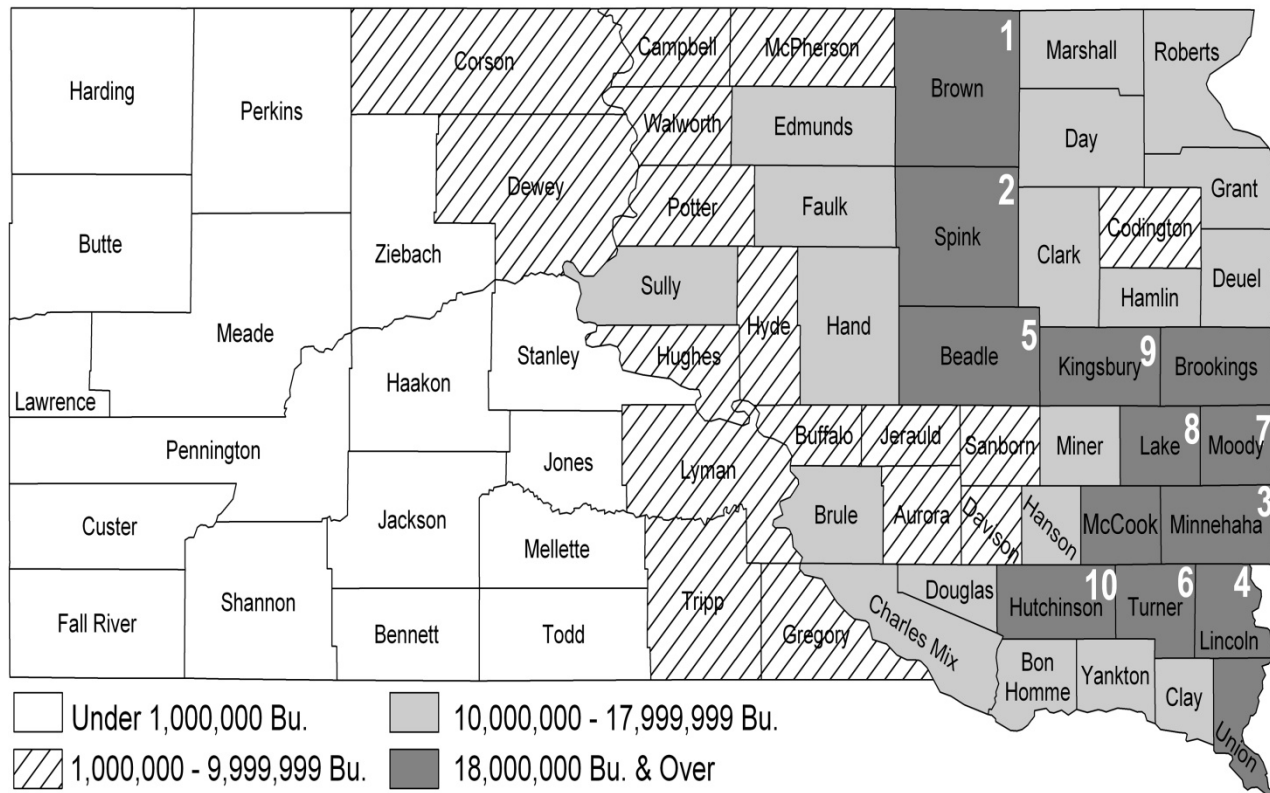 Harding
Perkins
Corson
Campbell
McPherson
1
Brown
Marshall
Roberts
Walworth
Edmunds
Day
Butte
Dewey
Potter
Faulk
2
Spink
Grant
Codington
Clark
Ziebach
Sully
Hamlin
Deuel
Meade
Hyde
Hand
Stanley
Hughes
5
Beadle
9
Kingsbury
Brookings
Haakon
Lawrence
Pennington
Jones
Lyman
Buffalo
Jerauld
Sanborn
Miner
8
Lake
7
Moody
Custer
Jackson
Mellette
Brule
Aurora
Davison
Hanson
McCook
3
Minnehaha
Fall River
Shannon
Bennett
Todd
Tripp
Gregory
Charles Mix
Douglas
10
Hutchinson
6
Turner
4
Lincoln
Bon
Homme
Yankton
Clay
Union
Under 1,000,000 Bu.
10,000,000 - 17,999,999 Bu.
1,000,000 - 9,999,999 Bu.
18,000,000 Bu. & Over